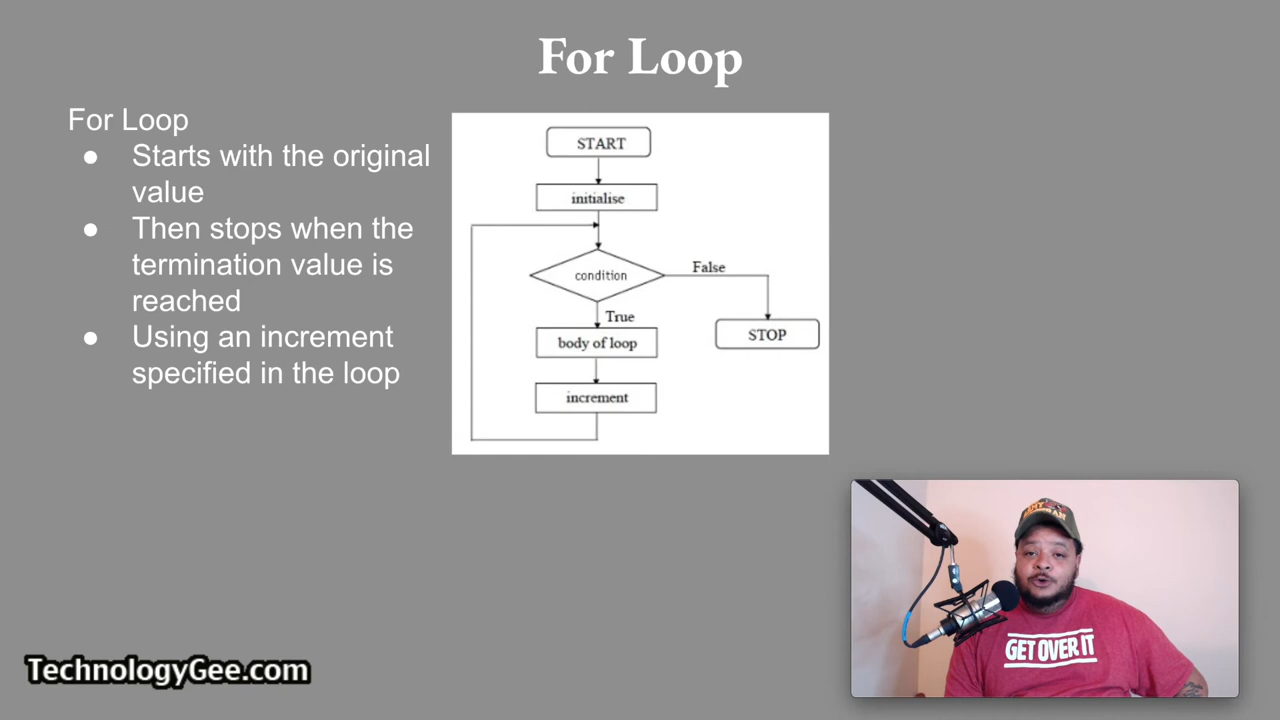 For Loop
For Loop
● Starts with the original
value
● Then stops when the
termination value is
reached
● Using an increment
specified in the loop
START
initialise
condition
False
True
STOP
body of loop
increment
GET OVER IT
TechnologyGee.com